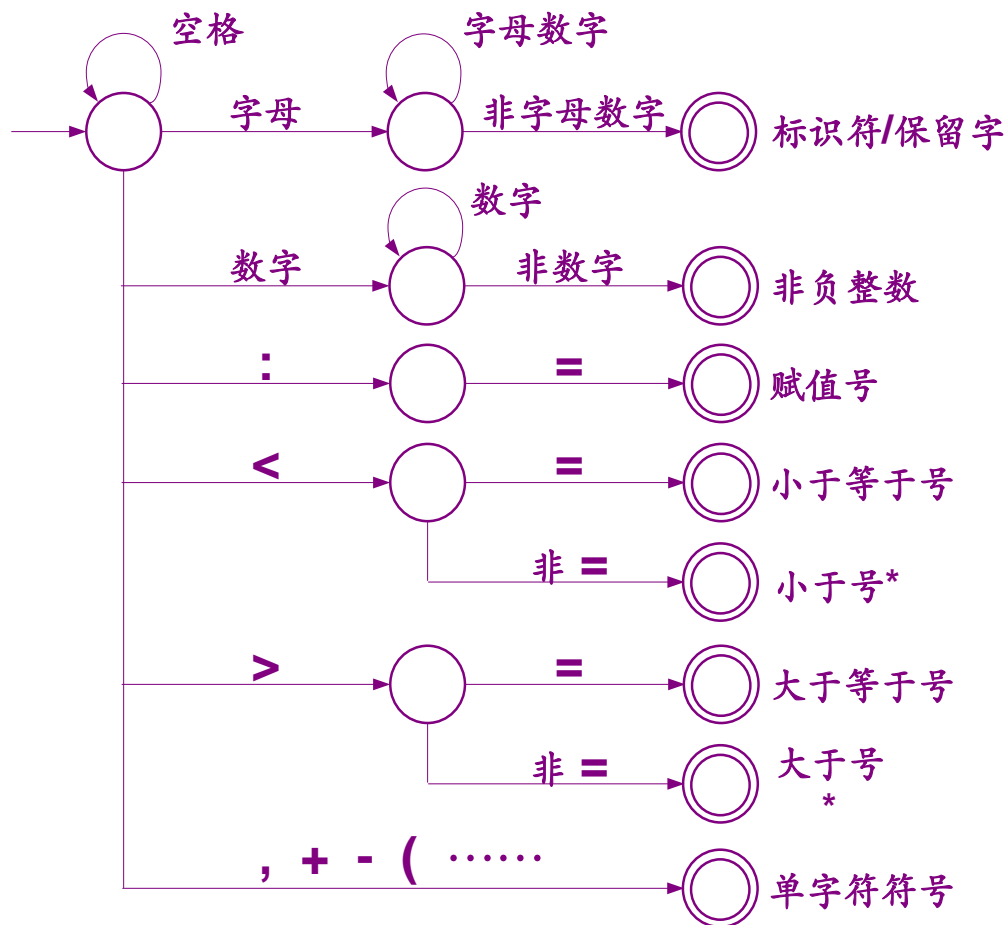 空格
字母数字
字母
非字母数字
标识符/保留字
数字
数字
非数字
非负整数
:
=
赋值号
<
=
小于等于号
非 =
小于号*
>
=
大于等于号
非 =
大于号
*
, + - ( ……
单字符符号